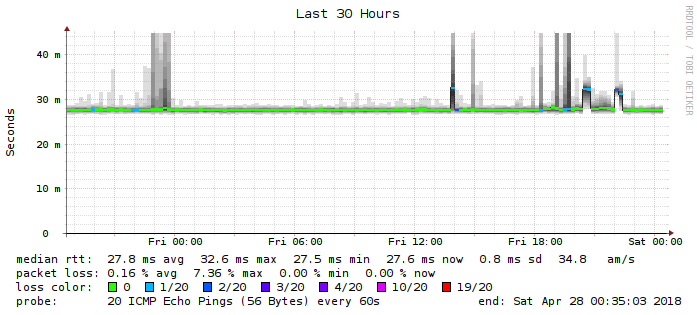 Last 30 Hours
RRDTOOL / TOBI OETIKER
Seconds
40 m
30 m
20 m
10 m
0
Fri 00:00 Fri 06:00 Fri 12:00 Fri 18:00 Sat 00:00
median rtt: 27.8 ms avg 32.6 ms max 27.5 ms min 27.6 ms now 0.8 ms sd 34.8 am/s
packet loss: 0.16 % avg 7.36 % max 0.00 % min 0.00 % now
loss color: 0 1/20 2/20 3/20 4/20 10/20 19/20
probe: 20 ICMP Echo Pings (56 Bytes) every 60s end: Sat Apr 28 00:35:03 2018